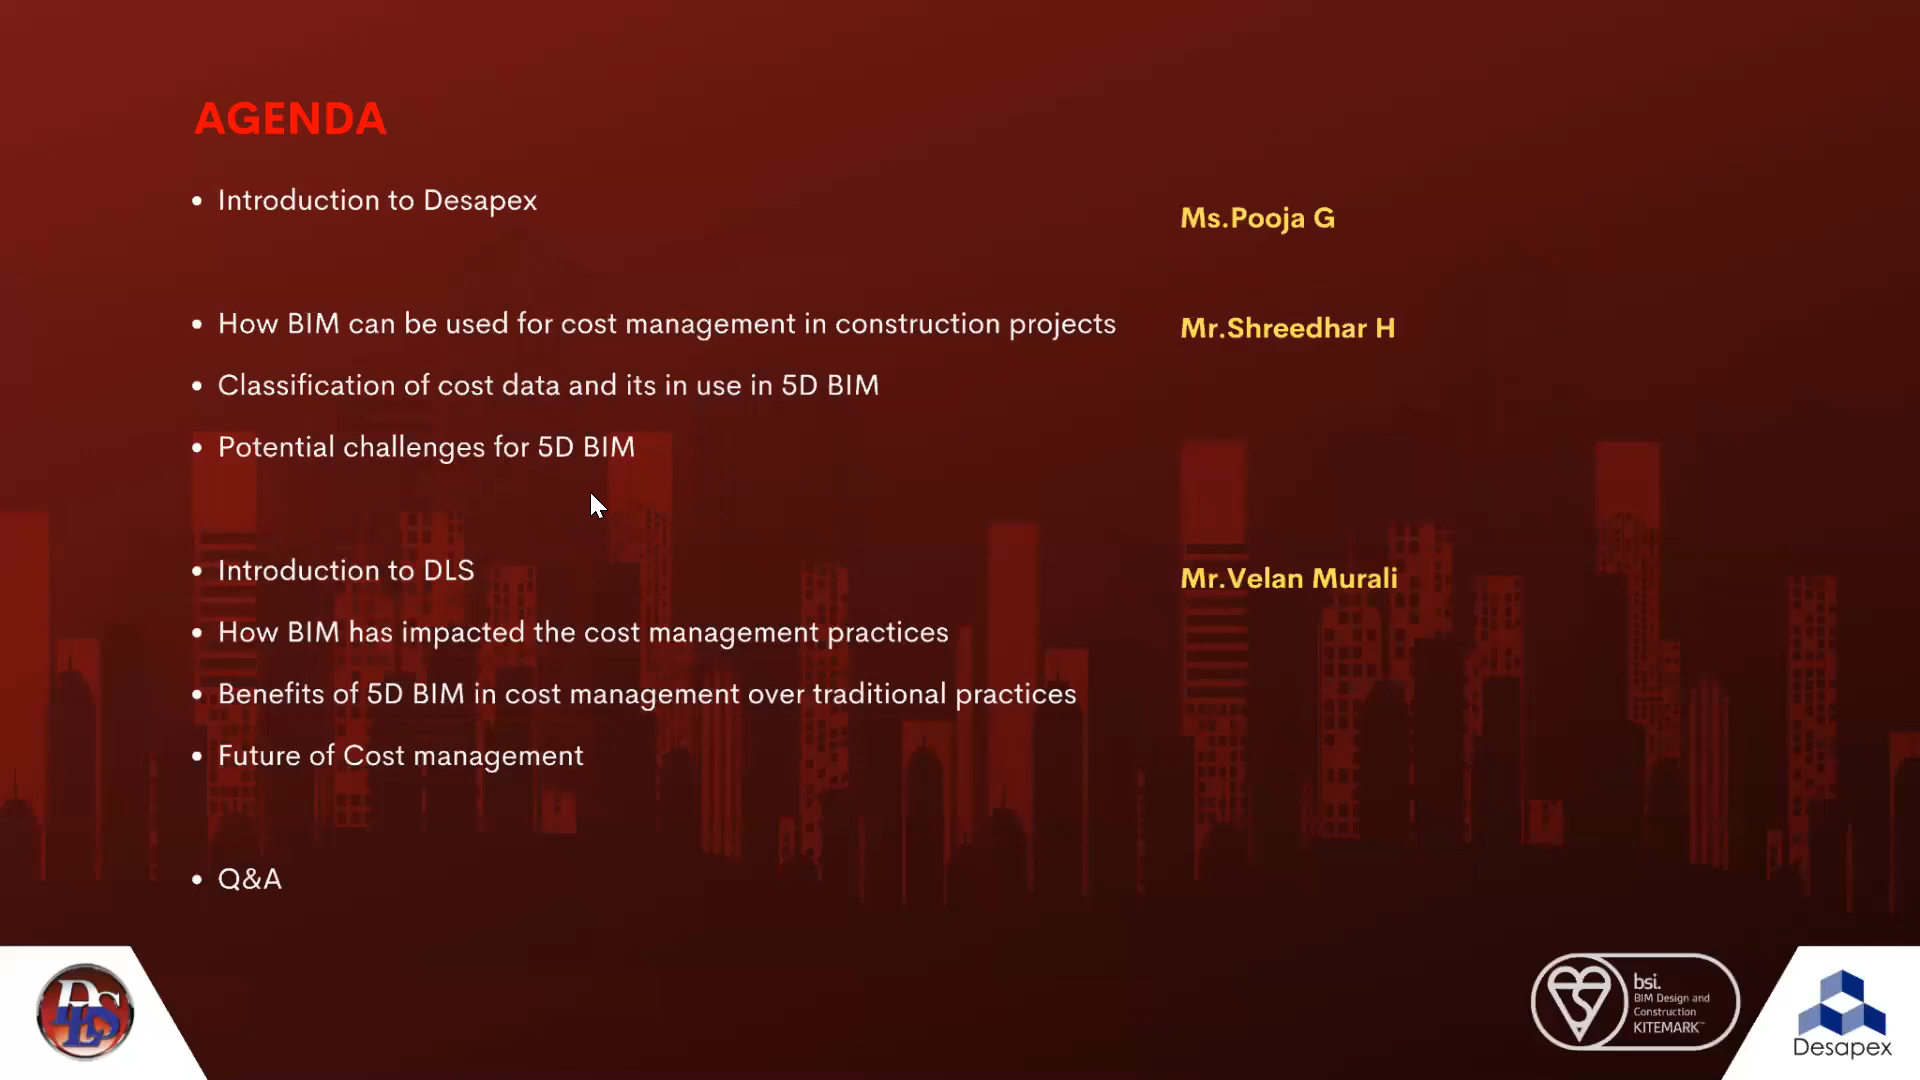 AGENDA
• Introduction to Desapex
Ms.Pooja G
• How BIM can be used for cost management in construction projects
Mr.Shreedhar H
• Classification of cost data and its in use in 5D BIM
• Potential challenges for 5D BIM
• Introduction to DLS
Mr.Velan Murali
• How BIM has impacted the cost management practices
• Benefits of 5D BIM in cost management over traditional practices
• Future of Cost management
• Q&A
DLS
bsi.
BIM Design and
Construction
KITEMARK™
Desapex